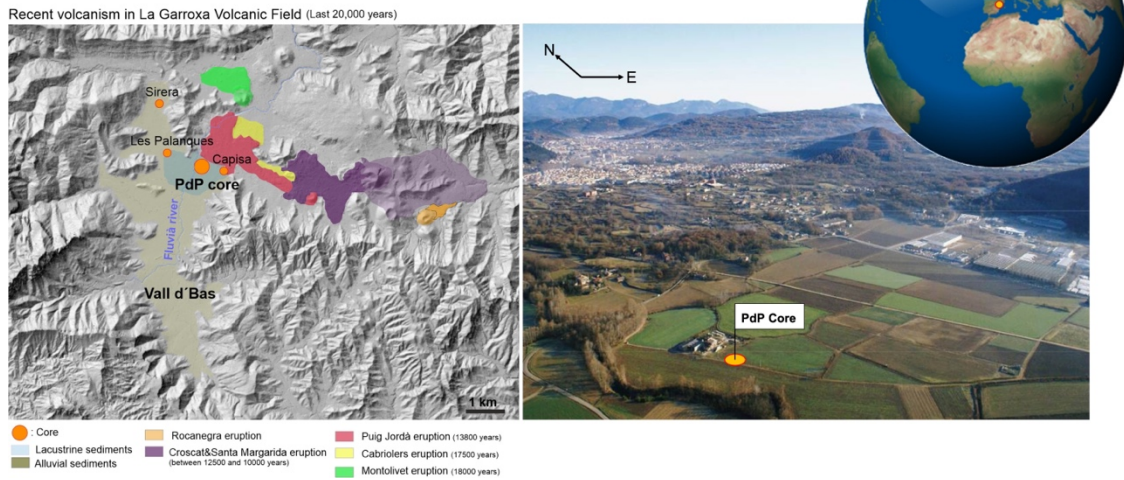 Recent volcanism in La Garroxa Volcanic Field (Last 20,000 years)
Sirera
Les Palanques
Capisa
PdP core
Fluvià river
Vall d´Bas
1 km
N
E
PdP Core
: Core
Lacustrine sediments
Alluvial sediments
Rocanegra eruption
Croscat&Santa Margarida eruption
(between 12500 and 10000 years)
Puig Jordà eruption (13800 years)
Cabriolers eruption (17500 years)
Montolivet eruption (18000 years)